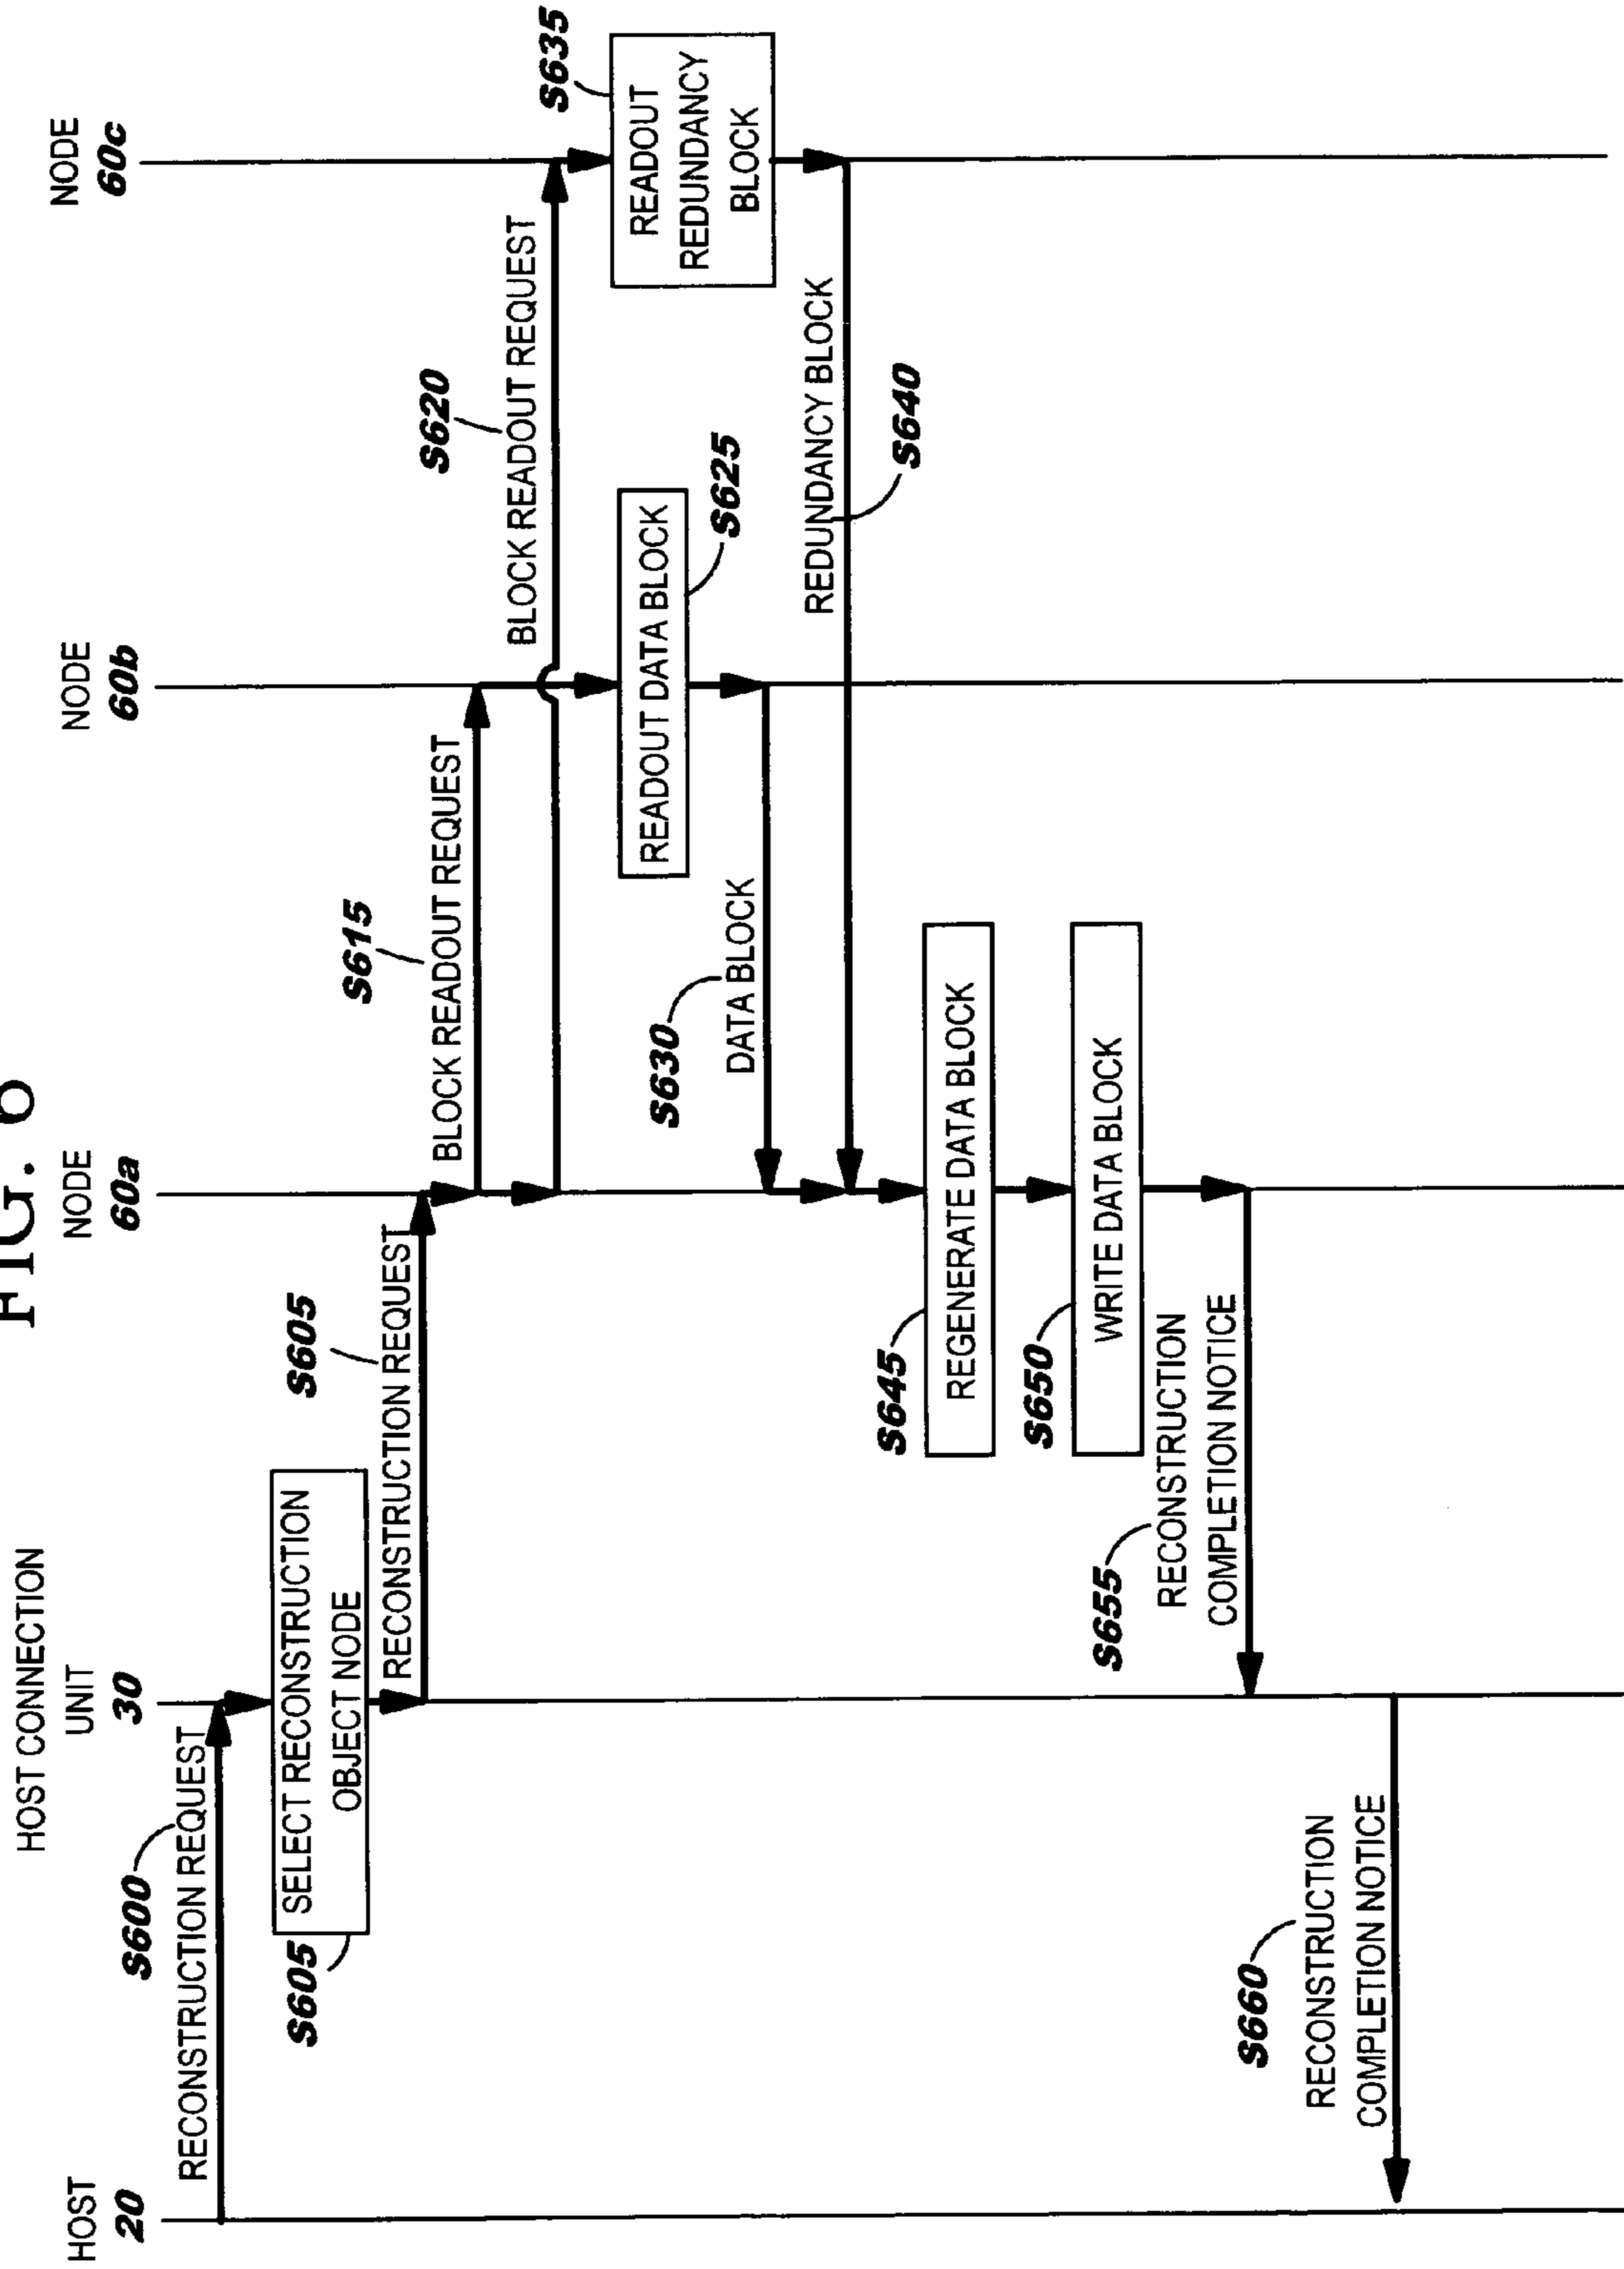 FIG. 6
HOST
20
HOST CONNECTION
UNIT
30
NODE
60a
NODE
60b
NODE
60c
S600
RECONSTRUCTION REQUEST
S605
SELECT RECONSTRUCTION
OBJECT NODE
S605
RECONSTRUCTION REQUEST
S615
BLOCK READOUT REQUEST
S620
BLOCK READOUT REQUEST
READOUT DATA BLOCK
S625
S635
READOUT
REDUNDANCY
BLOCK
S630
DATA BLOCK
REDUNDANCY BLOCK
S640
S645
REGENERATE DATA BLOCK
S650
WRITE DATA BLOCK
S655
RECONSTRUCTION
COMPLETION NOTICE
S660
RECONSTRUCTION
COMPLETION NOTICE